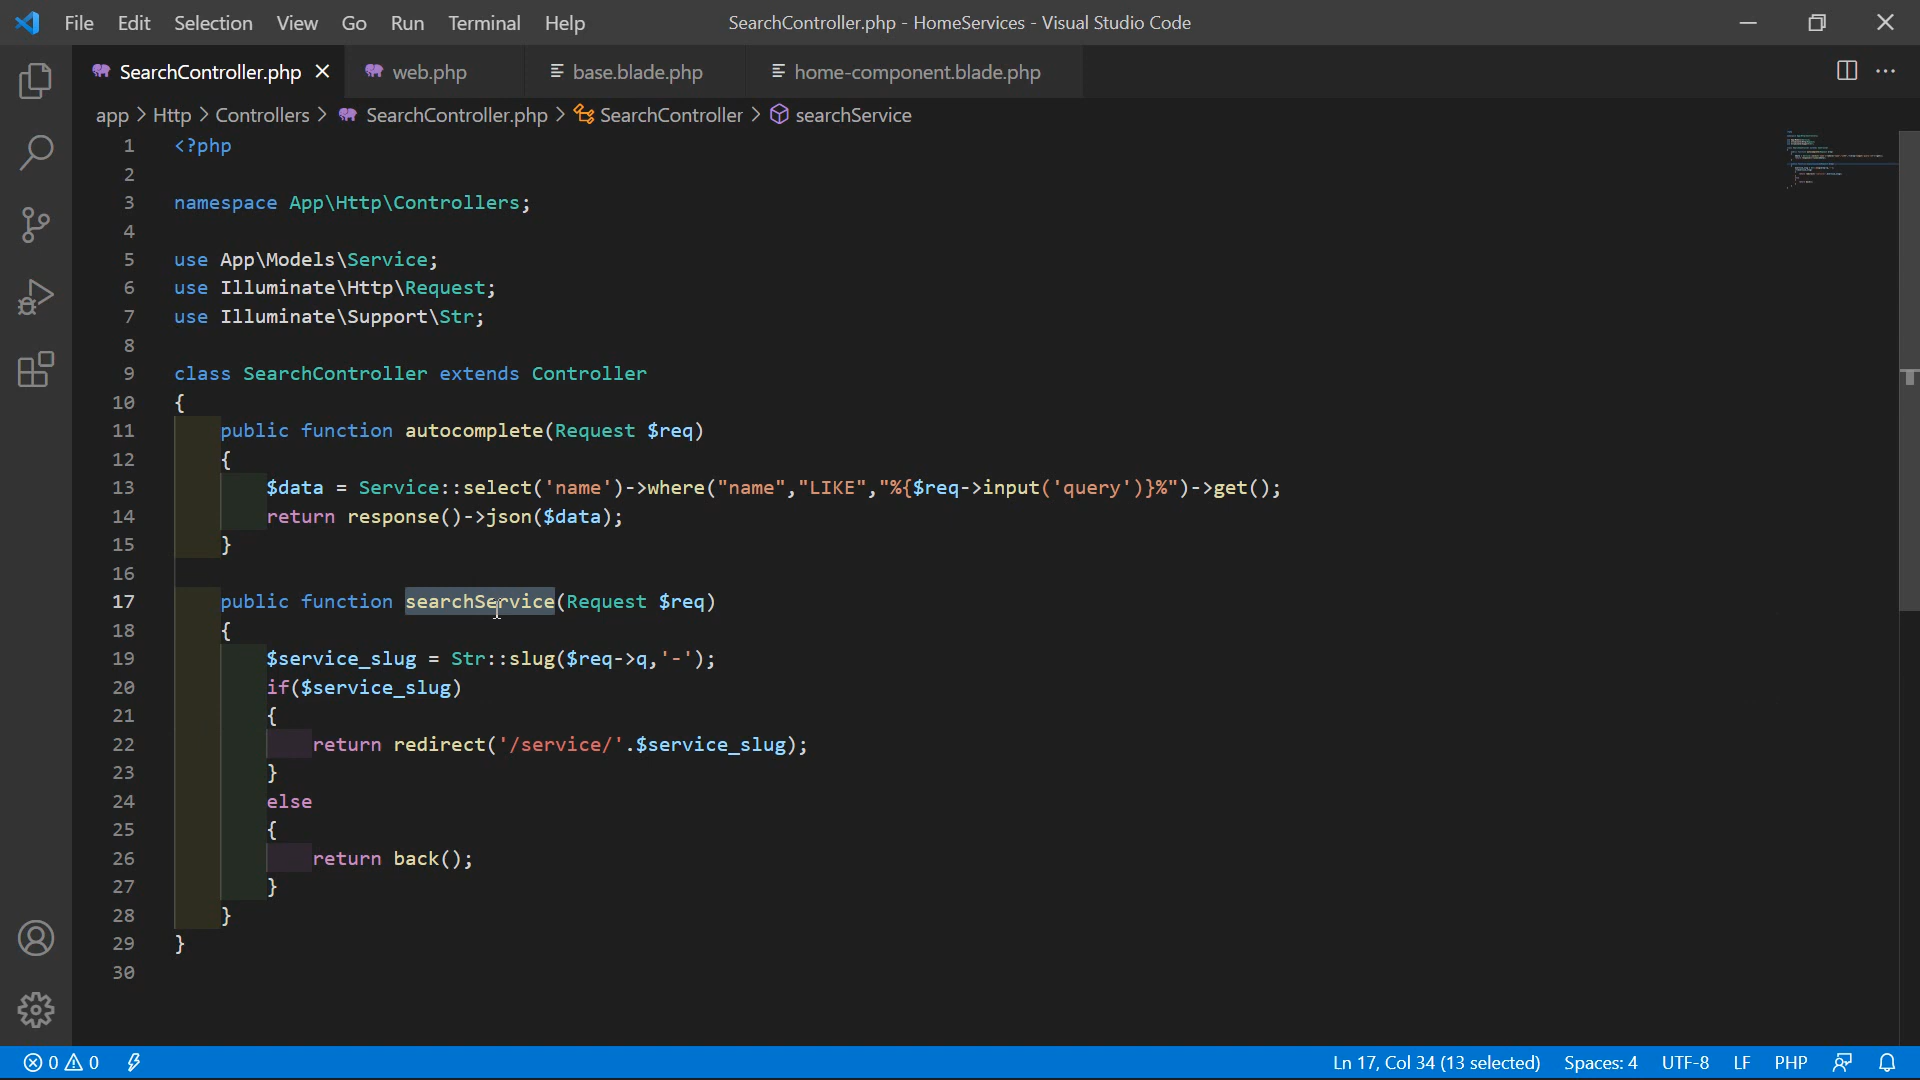 File Edit Selection View Go Run Terminal Help SearchController.php - HomeServices - Visual Studio Code
SearchController.php web.php base.blade.php home-component.blade.php
app > Http > Controllers > SearchController.php > SearchController > searchService
1 <?php
2
3 namespace App\Http\Controllers;
4
5 use App\Models\Service;
6 use Illuminate\Http\Request;
7 use Illuminate\Support\Str;
8
9 class SearchController extends Controller
10 {
11 public function autocomplete(Request $req)
12 {
13 $data = Service::select('name')->where("name","LIKE","%{$req->input('query')}%")->get();
14 return response()->json($data);
15 }
16
17 public function searchService(Request $req)
18 {
19 $service_slug = Str::slug($req->q,'-');
20 if($service_slug)
21 {
22 return redirect('/service/'.$service_slug);
23 }
24 else
25 {
26 return back();
27 }
28 }
29 }
30
0 0 Ln 17, Col 34 (13 selected) Spaces: 4 UTF-8 LF PHP